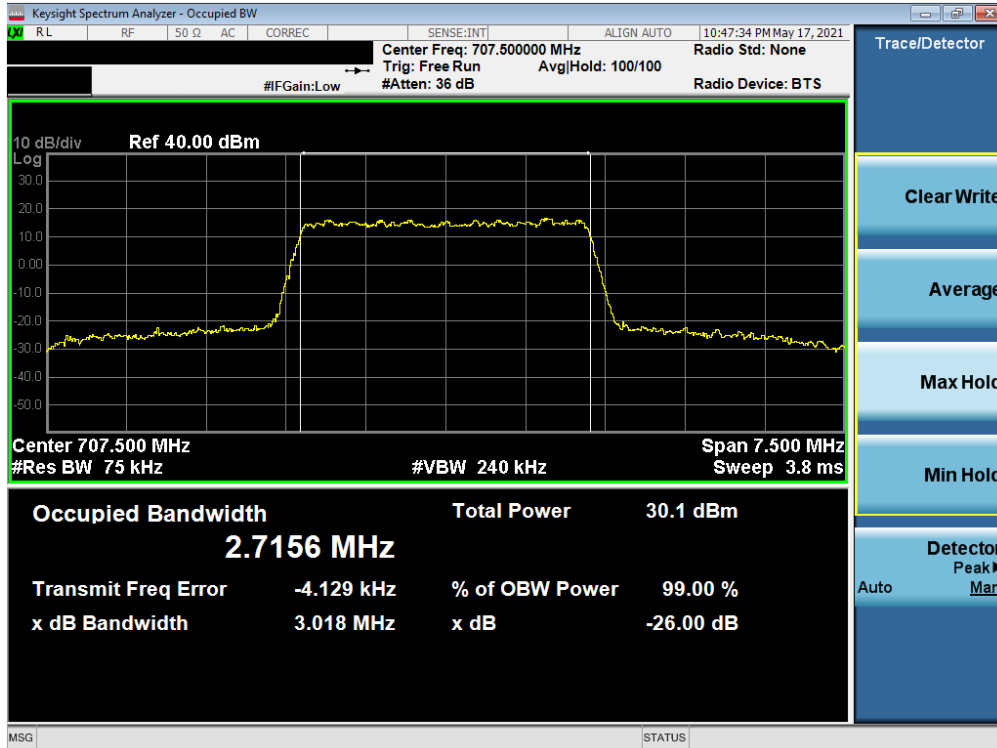 Keysight Spectrum Analyzer - Occupied BW
LXI RL RF 50 Ω AC CORREC SENSE:INT ALIGN AUTO 10:47:34 PM May 17, 2021
Center Freq: 707.500000 MHz Radio Std: None
Trig: Free Run Avg|Hold: 100/100
#IFGain:Low #Atten: 36 dB Radio Device: BTS
Trace/Detector
10 dB/div Ref 40.00 dBm
Log
30.0
20.0
10.0
0.00
-10.0
-20.0
-30.0
-40.0
-50.0
Center 707.500 MHz Span 7.500 MHz
#Res BW 75 kHz #VBW 240 kHz Sweep 3.8 ms
Occupied Bandwidth Total Power 30.1 dBm
2.7156 MHz
Transmit Freq Error -4.129 kHz % of OBW Power 99.00 %
x dB Bandwidth 3.018 MHz x dB -26.00 dB
Clear Write
Average
Max Hold
Min Hold
Detector
Peak
Auto Man
MSG STATUS